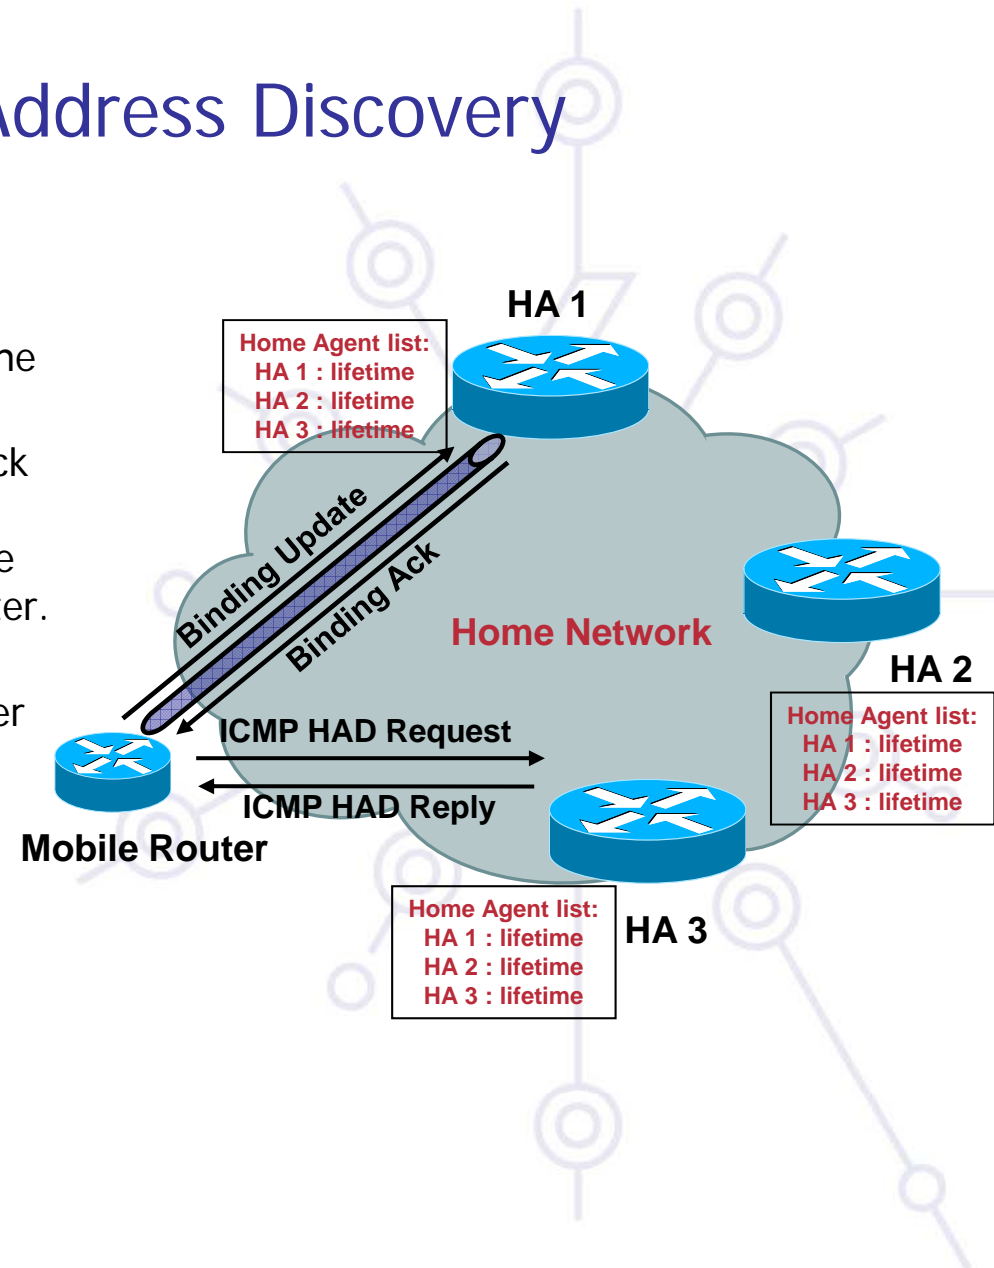 Address Discovery
HA 1
Home Agent list:
HA 1 : lifetime
HA 2 : lifetime
HA 3 : lifetime
he
ck
e
ter.
er
Binding Update
Binding Ack
Home Network
HA 2
Home Agent list:
HA 1 : lifetime
HA 2 : lifetime
HA 3 : lifetime
ICMP HAD Request
ICMP HAD Reply
Mobile Router
HA 3
Home Agent list:
HA 1 : lifetime
HA 2 : lifetime
HA 3 : lifetime